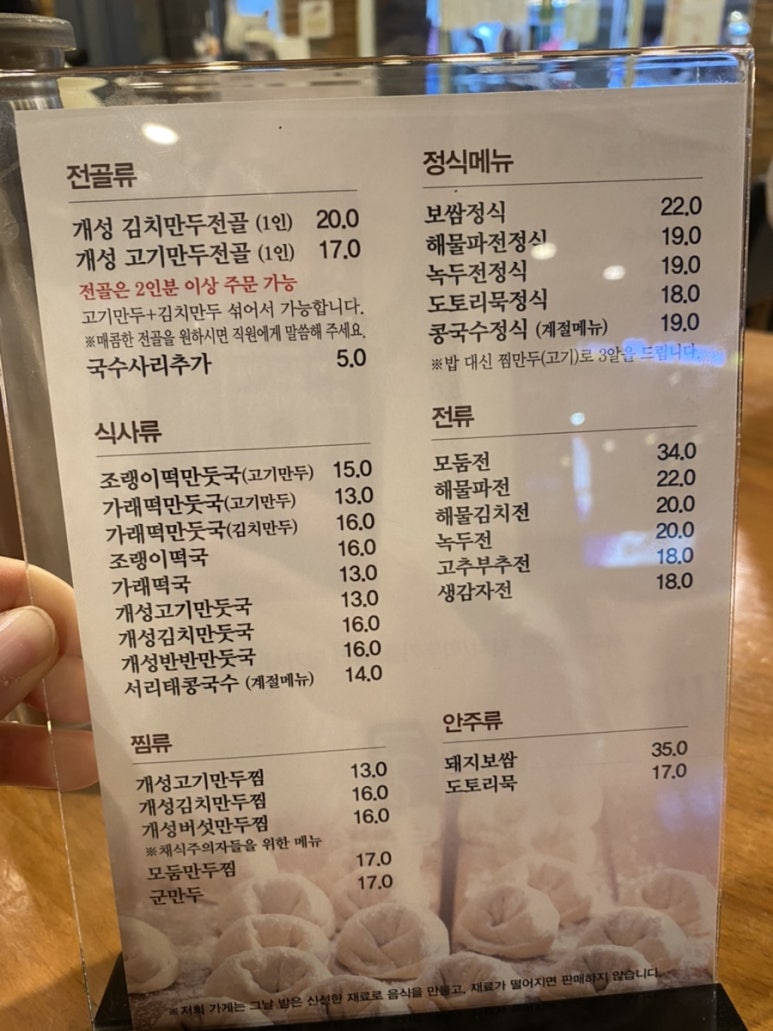 전골류
개성 김치만두전골 (1인) 20.0
개성 고기만두전골 (1인) 17.0
전골은 2인분 이상 주문 가능
고기만두+김치만두 섞어서 가능합니다.
※매콤한 전골을 원하시면 직원에게 말씀해 주세요.
국수사리추가 5.0
식사류
조랭이떡만둣국(고기만두) 15.0
가래떡만둣국(고기만두) 13.0
가래떡만둣국(김치만두) 16.0
조랭이떡국 16.0
가래떡국 13.0
개성고기만둣국 13.0
개성김치만둣국 16.0
개성반반만둣국 16.0
서리태콩국수 (계절메뉴) 14.0
찜류
개성고기만두찜 13.0
개성김치만두찜 16.0
개성버섯만두찜 16.0
※채식주의자들을 위한 메뉴
모둠만두찜 17.0
군만두 17.0
정식메뉴
보쌈정식 22.0
해물파전정식 19.0
녹두전정식 19.0
도토리묵정식 18.0
콩국수정식 (계절메뉴) 19.0
※밥 대신 찜만두(고기)로 3알을 드립니다.
전류
모둠전 34.0
해물파전 22.0
해물김치전 20.0
녹두전 20.0
고추부추전 18.0
생감자전 18.0
안주류
돼지보쌈 35.0
도토리묵 17.0
※저희 가게는 그날 받은 신선한 재료로 음식을 만들고, 재료가 떨어지면 판매하지 않습니다.